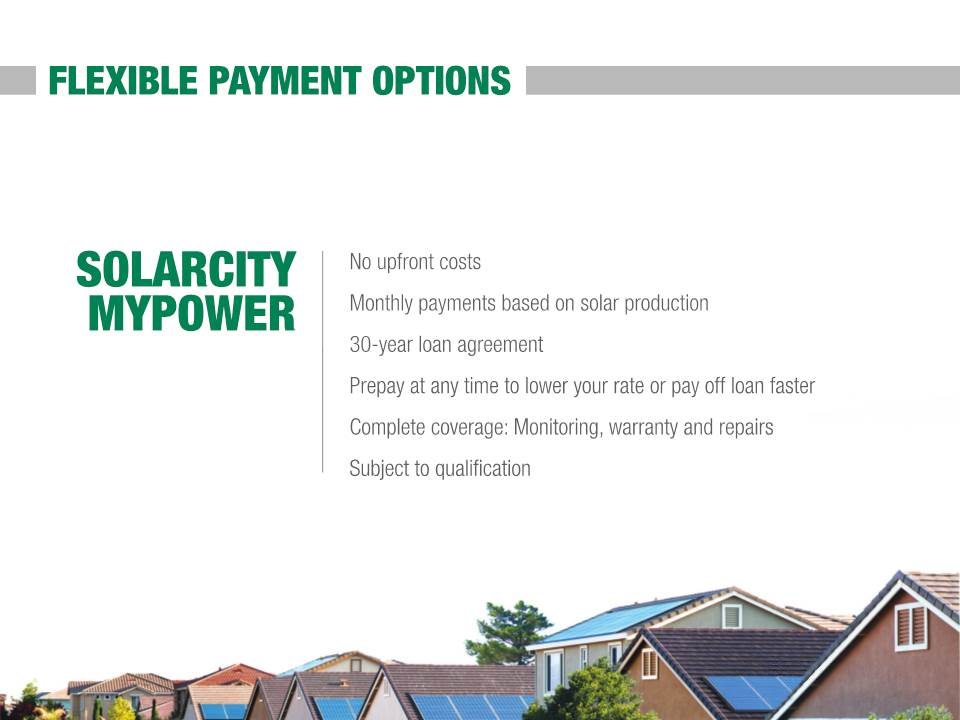 FLEXIBLE PAYMENT OPTIONS
SOLARCITY
MYPOWER
No upfront costs
Monthly payments based on solar production
30-year loan agreement
Prepay at any time to lower your rate or pay off loan faster
Complete coverage: Monitoring, warranty and repairs
Subject to qualification